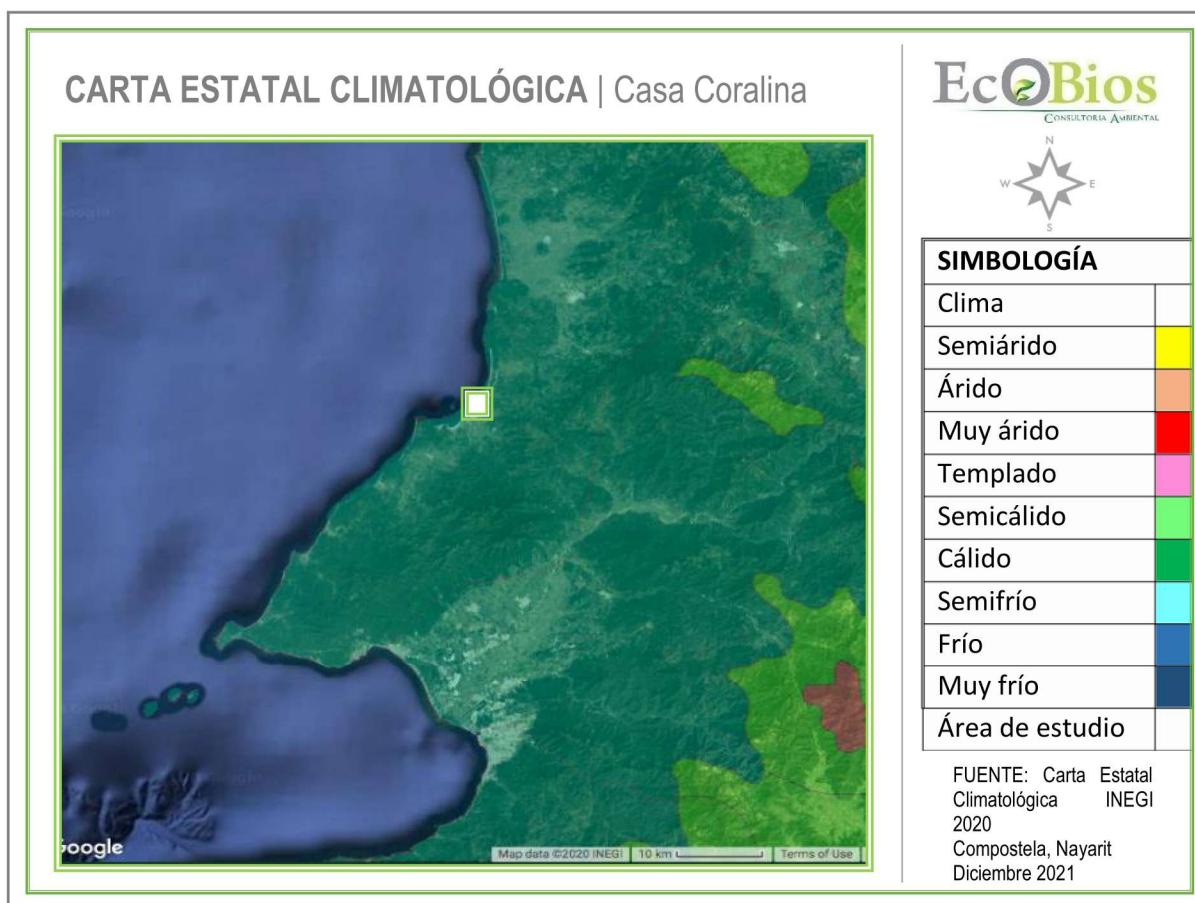 CARTA ESTATAL CLIMATOLÓGICA | Casa Coralina
EcOBios
CONSULTORIA AMBIENTAL
N
W
E
S
SIMBOLOGÍA
Clima
Semiárido
Árido
Muy árido
Templado
Semicálido
Cálido
Semifrío
Frío
Muy frío
Área de estudio
FUENTE: Carta Estatal
Climatológica INEGI
2020
Compostela, Nayarit
Diciembre 2021
Google
Map data ©2020 INEGI
10 km
Terms of Use